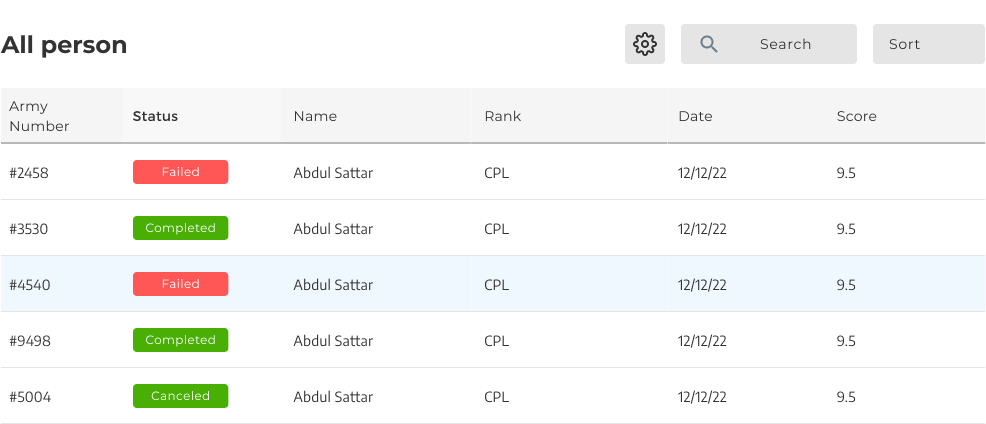 All person
Search
Sort
Army
Number
Status
Name
Rank
Date
Score
#2458 Failed Abdul Sattar CPL 12/12/22 9.5
#3530 Completed Abdul Sattar CPL 12/12/22 9.5
#4540 Failed Abdul Sattar CPL 12/12/22 9.5
#9498 Completed Abdul Sattar CPL 12/12/22 9.5
#5004 Canceled Abdul Sattar CPL 12/12/22 9.5